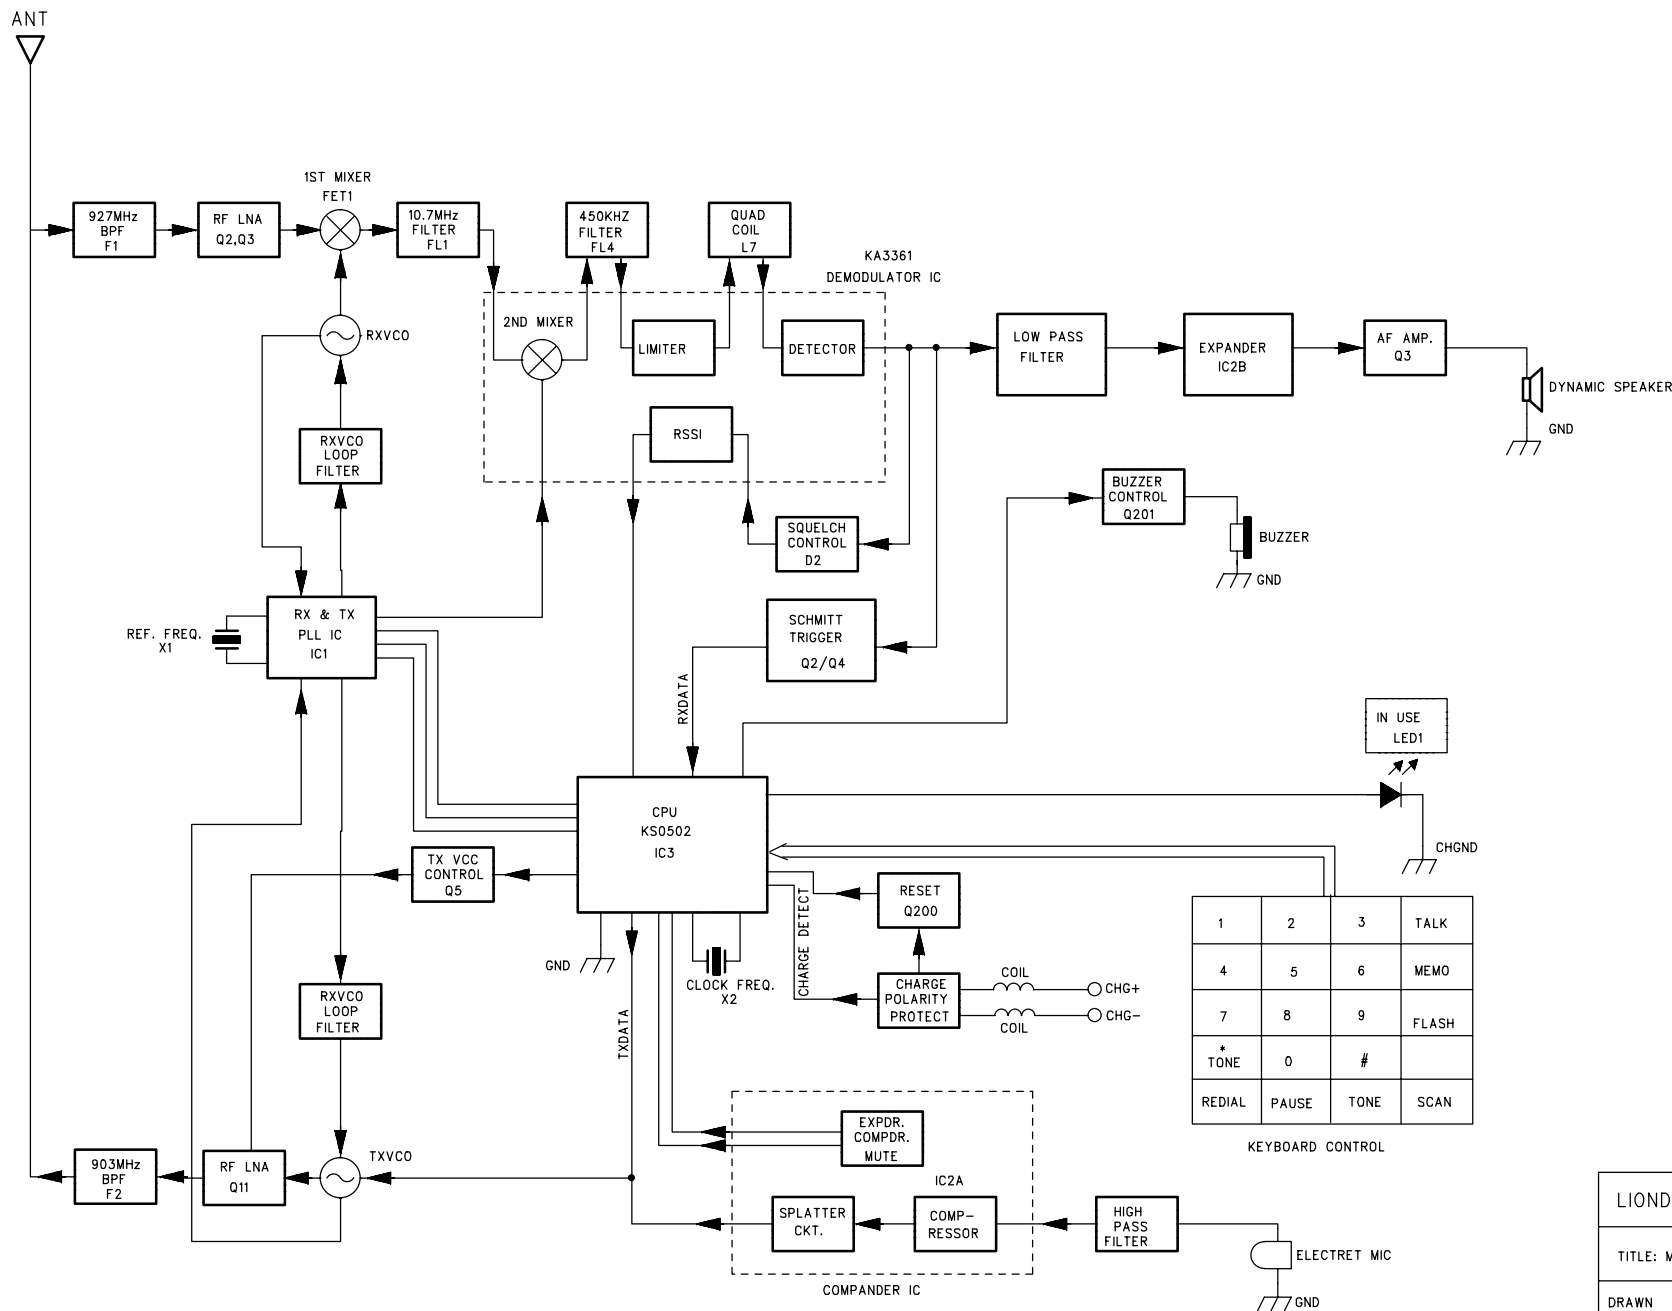 ANT
1ST MIXER
FET1
927MHz
BPF
F1
RF LNA
Q2,Q3
10.7MHz
FILTER
FL1
450KHZ
FILTER
FL4
QUAD
COIL
L7
KA3361
DEMODULATOR IC
RXVCO
2ND MIXER
LIMITER
DETECTOR
LOW PASS
FILTER
EXPANDER
IC2B
AF AMP.
Q3
DYNAMIC SPEAKER
GND
RXVCO
LOOP
FILTER
RSSI
SQUELCH
CONTROL
D2
BUZZER
CONTROL
Q201
BUZZER
GND
REF. FREQ.
X1
RX & TX
PLL IC
IC1
SCHMITT
TRIGGER
Q2/Q4
RXDATA
IN USE
LED1
CPU
KS0502
IC3
CHGND
TX VCC
CONTROL
Q5
RESET
Q200
CHARGE DETECT
GND
CLOCK FREQ.
X2
CHARGE
POLARITY
PROTECT
COIL
CHG+
COIL
CHG-
TXDATA
RXVCO
LOOP
FILTER
1 2 3 TALK
4 5 6 MEMO
7 8 9 FLASH
*
TONE 0 #
REDIAL PAUSE TONE SCAN
KEYBOARD CONTROL
EXPDR.
COMPDR.
MUTE
903MHz
BPF
F2
RF LNA
Q11
TXVCO
IC2A
SPLATTER
CKT.
COMP-
RESSOR
HIGH
PASS
FILTER
ELECTRET MIC
GND
COMPANDER IC
LIOND
TITLE: M
DRAWN